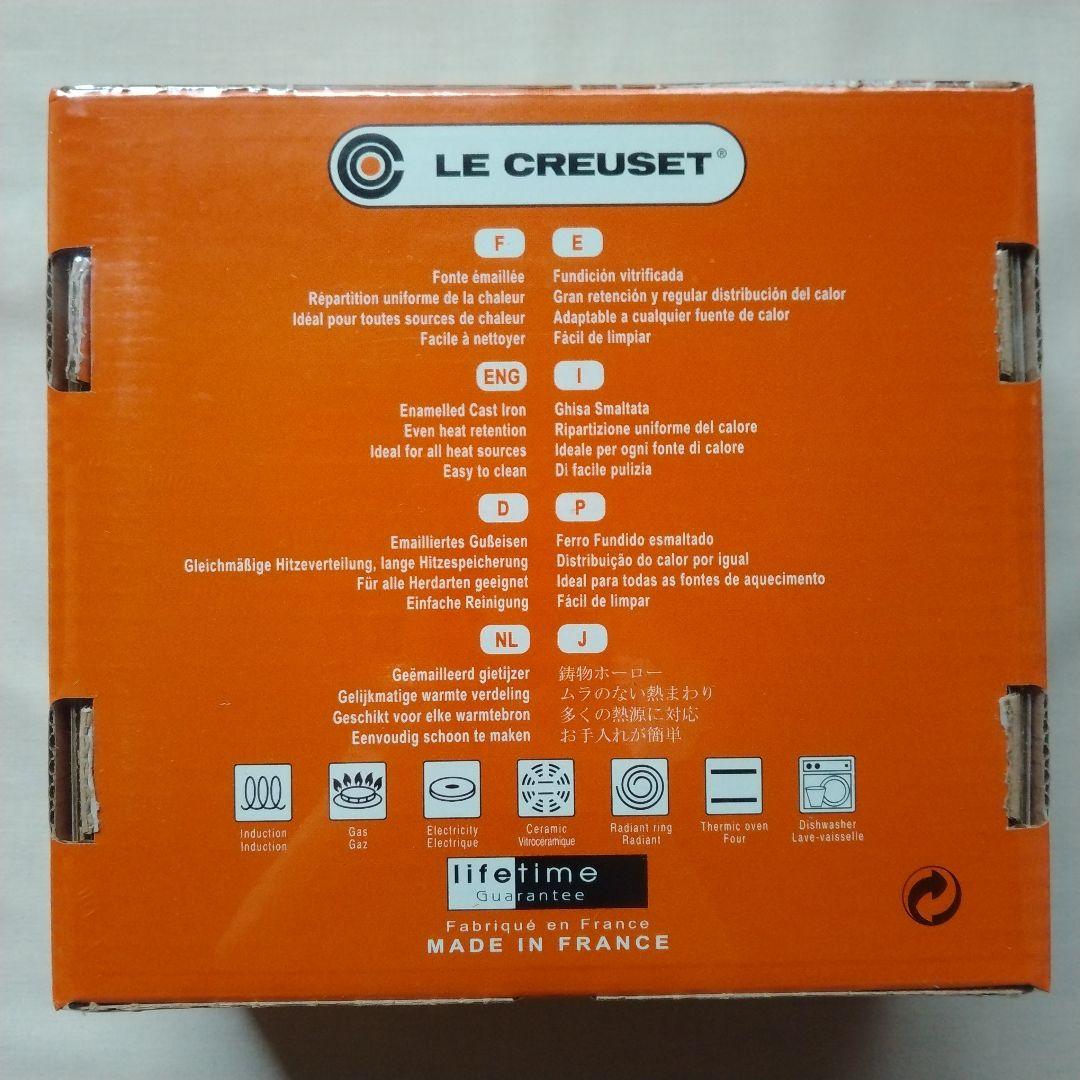 LE CREUSET®
F
Fonte émaillée
Répartition uniforme de la chaleur
Idéal pour toutes sources de chaleur
Facile à nettoyer
E
Fundición vitrificada
Gran retención y regular distribución del calor
Adaptable a cualquier fuente de calor
Fácil de limpiar
ENG
Enamelled Cast Iron
Even heat retention
Ideal for all heat sources
Easy to clean
I
Ghisa Smaltata
Ripartizione uniforme del calore
Ideale per ogni fonte di calore
Di facile pulizia
D
Emailliertes Gußeisen
Gleichmäßige Hitzeverteilung, lange Hitzespeicherung
Für alle Herdarten geeignet
Einfache Reinigung
P
Ferro Fundido esmaltado
Distribuição do calor por igual
Ideal para todas as fontes de aquecimento
Fácil de limpar
NL
Geëmailleerd gietijzer
Gelijkmatige warmte verdeling
Geschikt voor elke warmtebron
Eenvoudig schoon te maken
J
鋳物ホーロー
ムラのない熱まわり
多くの熱源に対応
お手入れが簡単
Induction
Induction
Gas
Gaz
Electricity
Electrique
Ceramic
Vitroceramique
Radiant ring
Radiant
Thermic oven
Four
Dishwasher
Lave-vaisselle
lifetime
Guarantee
Fabriqué en France
MADE IN FRANCE